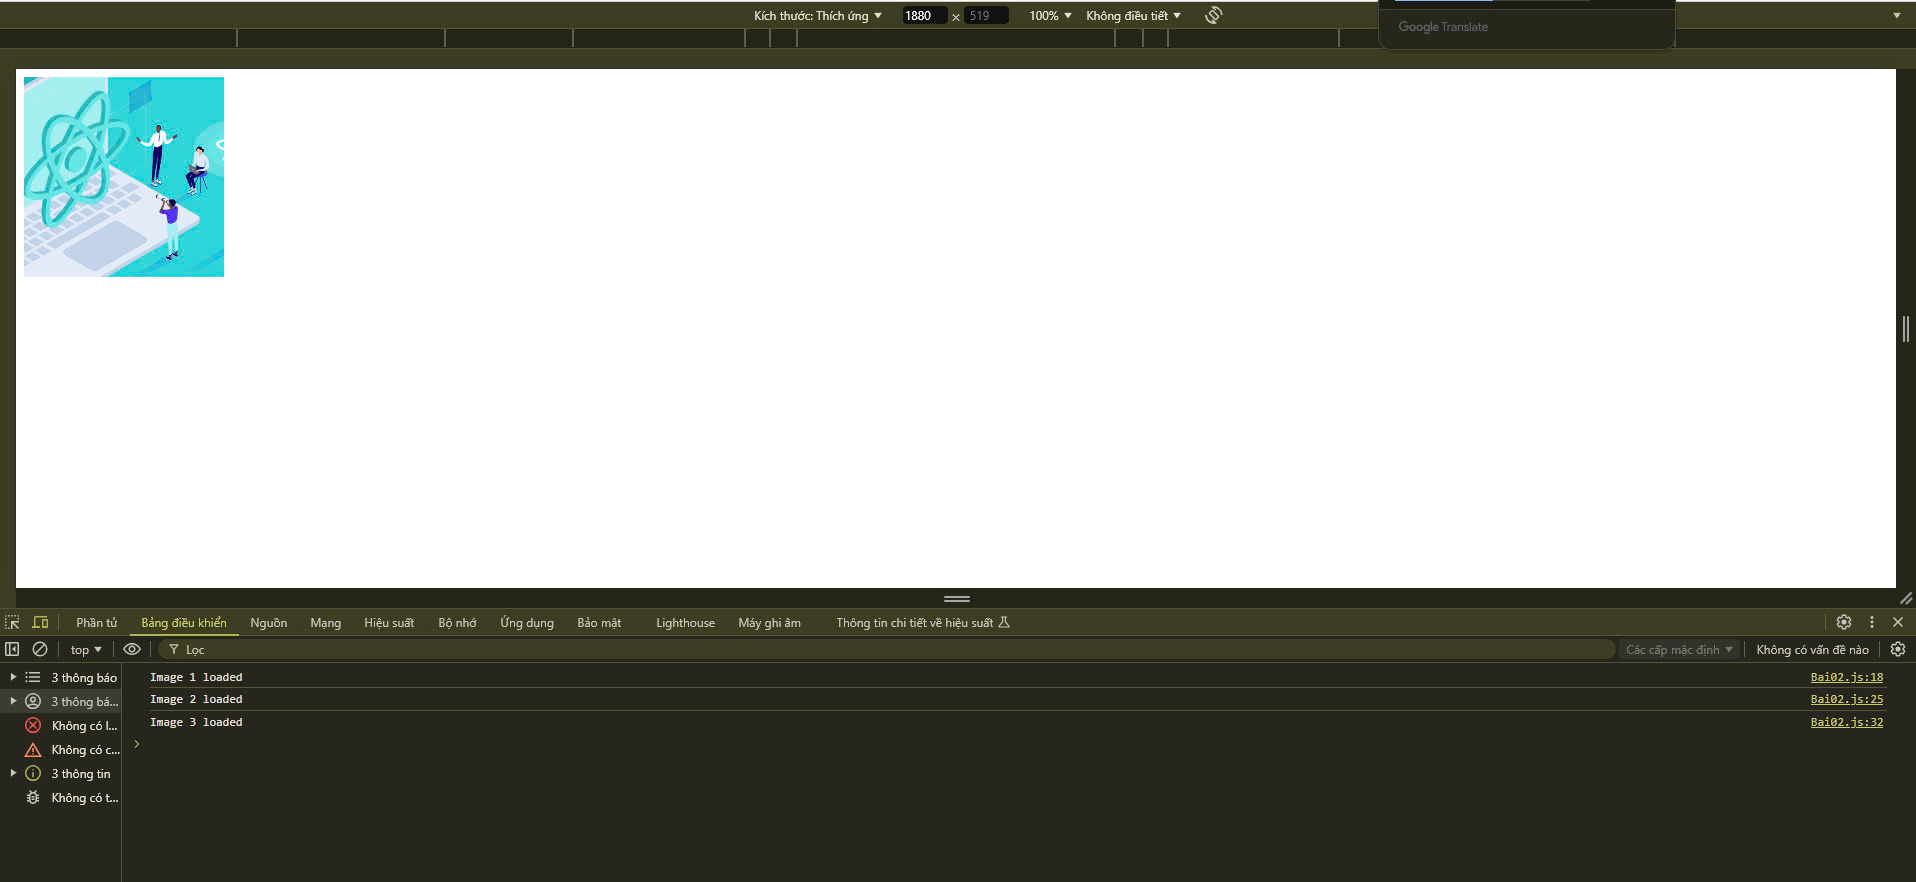 Kích thước: Thích ứng 1880 × 519 100% Không điều tiết
Google Translate
Phần tử Bảng điều khiển Nguồn Mạng Hiệu suất Bộ nhớ Ứng dụng Bảo mật Lighthouse Máy ghi âm Thông tin chi tiết về hiệu suất
top Lọc Các cấp mặc định Không có vấn đề nào
3 thông báo
3 thông bá...
Không có l...
Không có c...
3 thông tin
Không có t...
Image 1 loaded Bai02.js:18
Image 2 loaded Bai02.js:25
Image 3 loaded Bai02.js:32